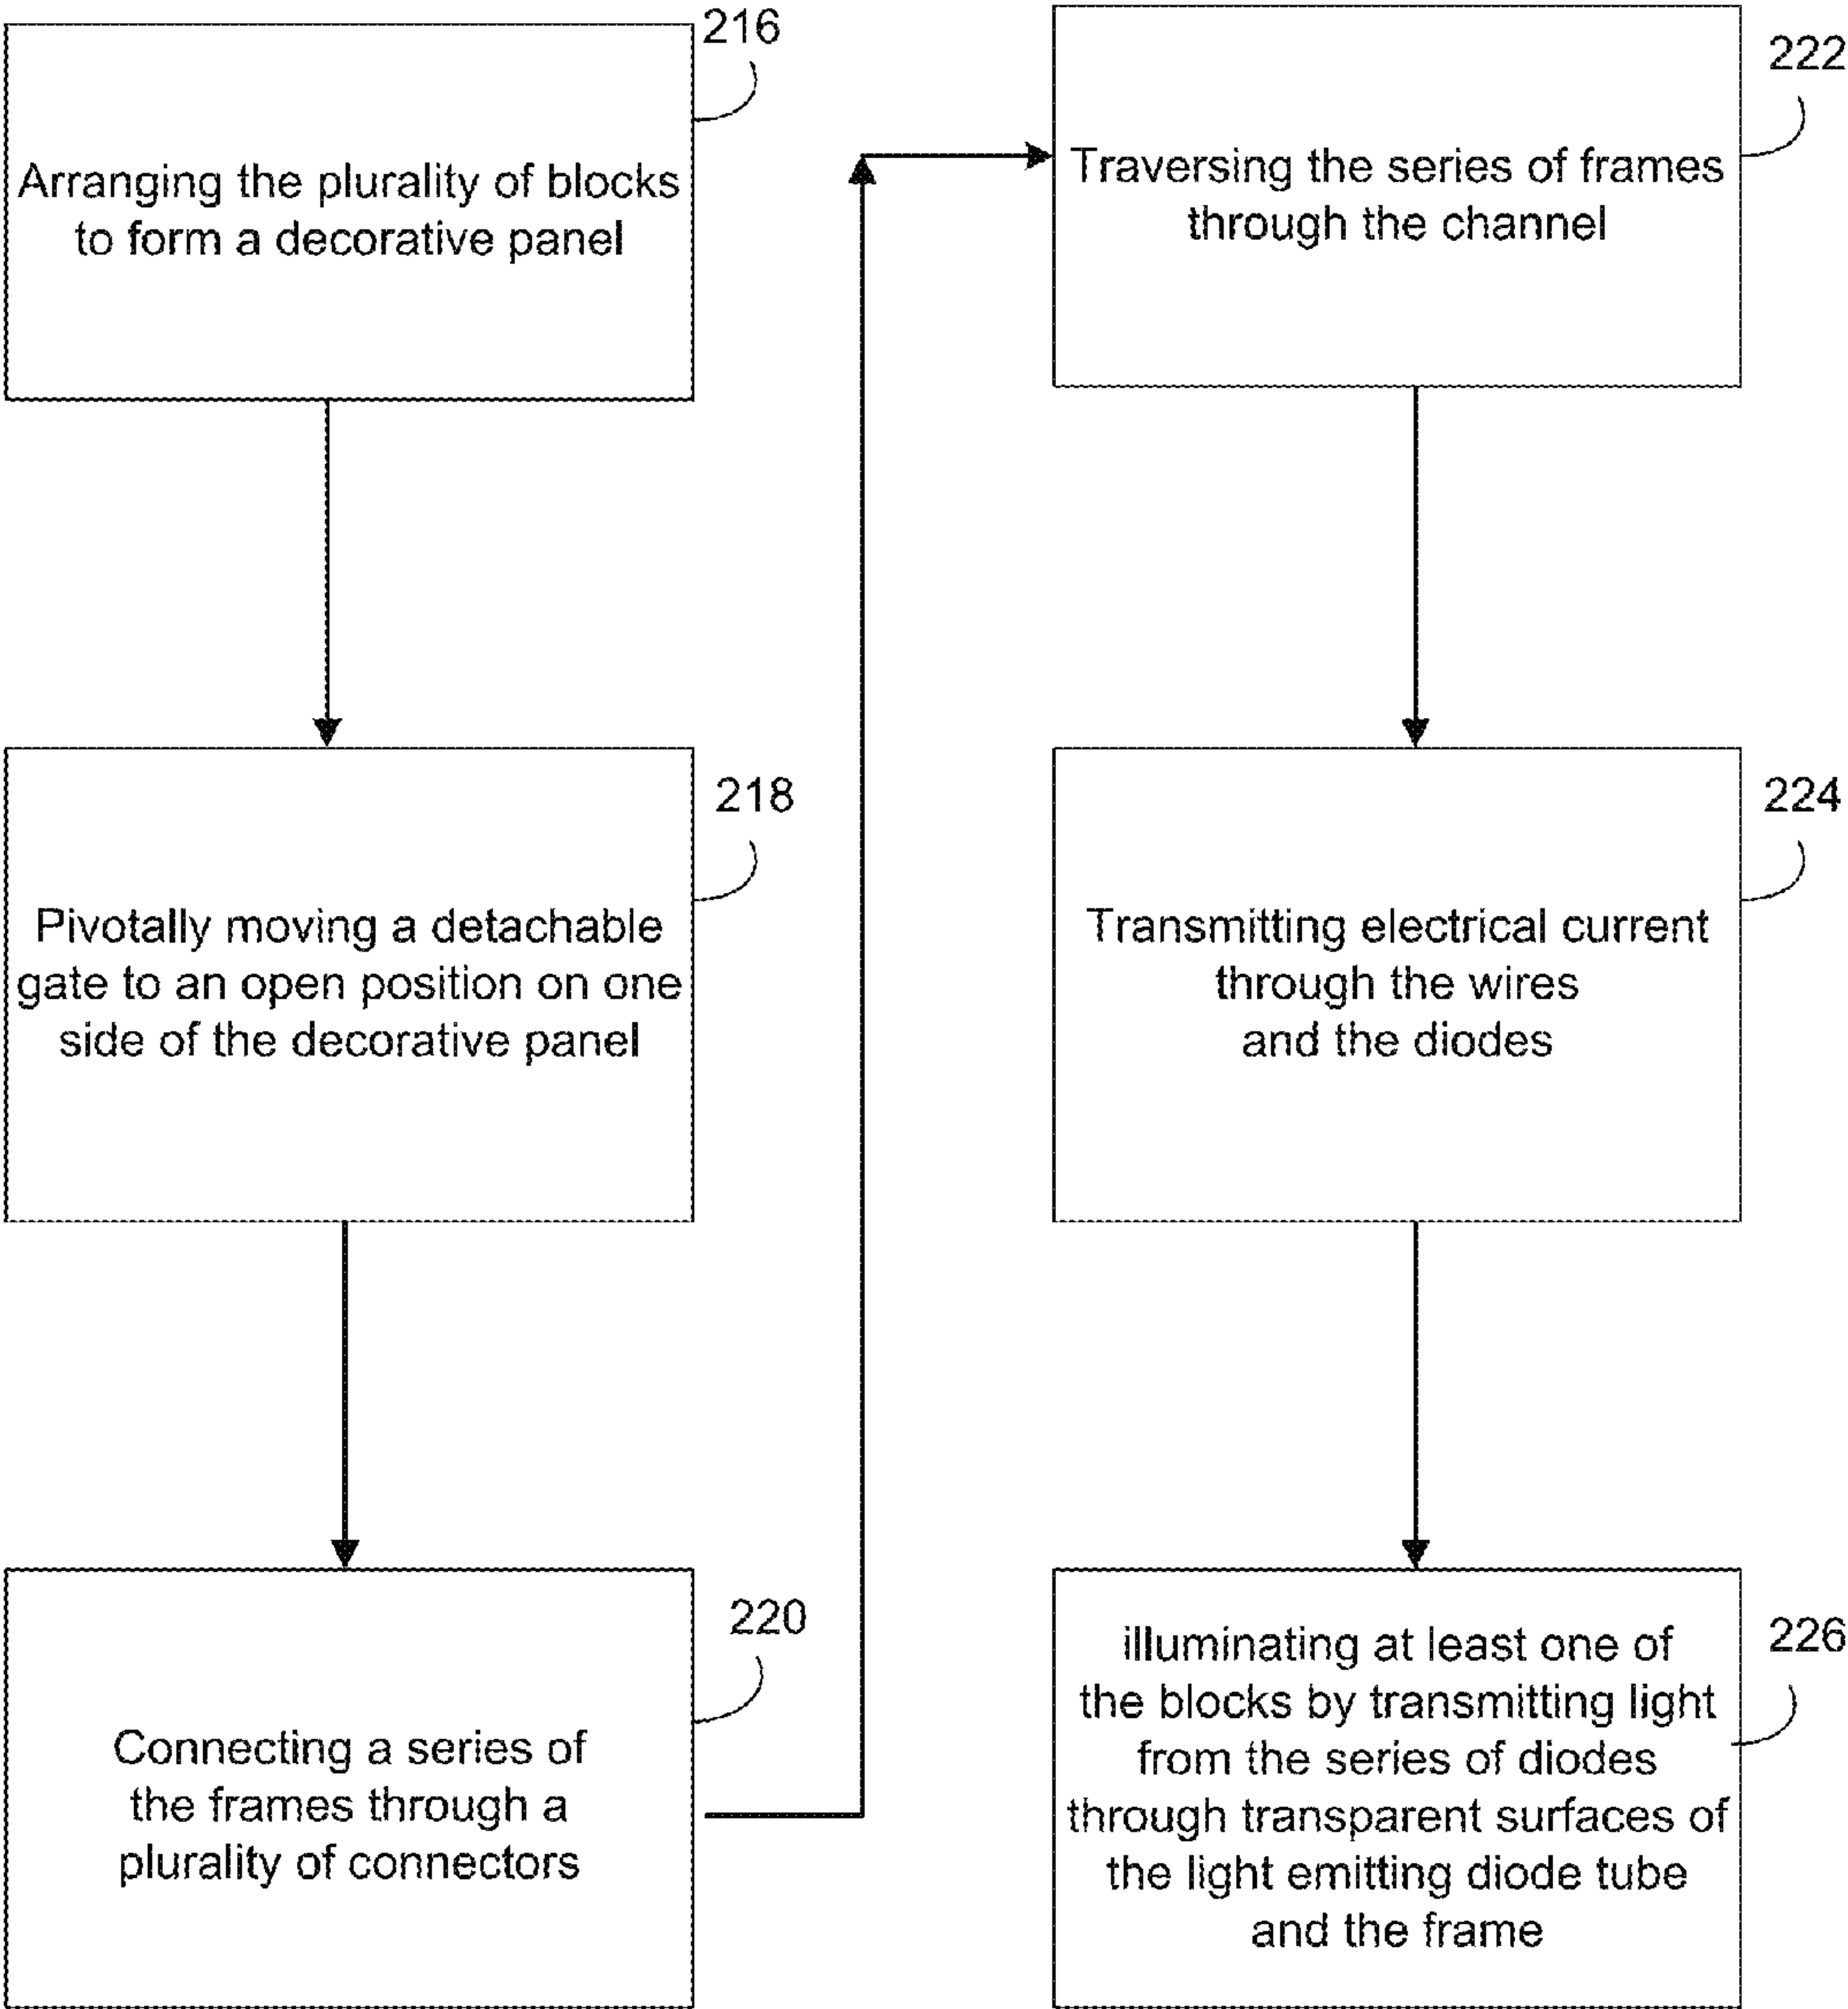 216
Arranging the plurality of blocks
to form a decorative panel
218
Pivotally moving a detachable
gate to an open position on one
side of the decorative panel
220
Connecting a series of
the frames through a
plurality of connectors
222
Traversing the series of frames
through the channel
224
Transmitting electrical current
through the wires
and the diodes
226
illuminating at least one of
the blocks by transmitting light
from the series of diodes
through transparent surfaces of
the light emitting diode tube
and the frame